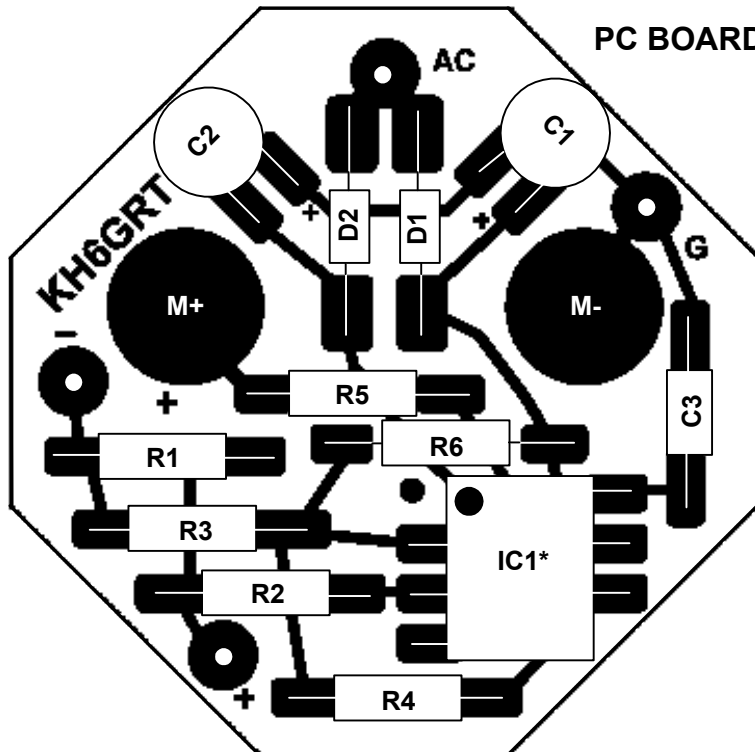 PC BOARD
AC
C2
C1
+
+
D2
D1
KH6GRT
G
M+
M-
-
+
R5
C3
R6
R1
R3
IC1*
R2
+
R4